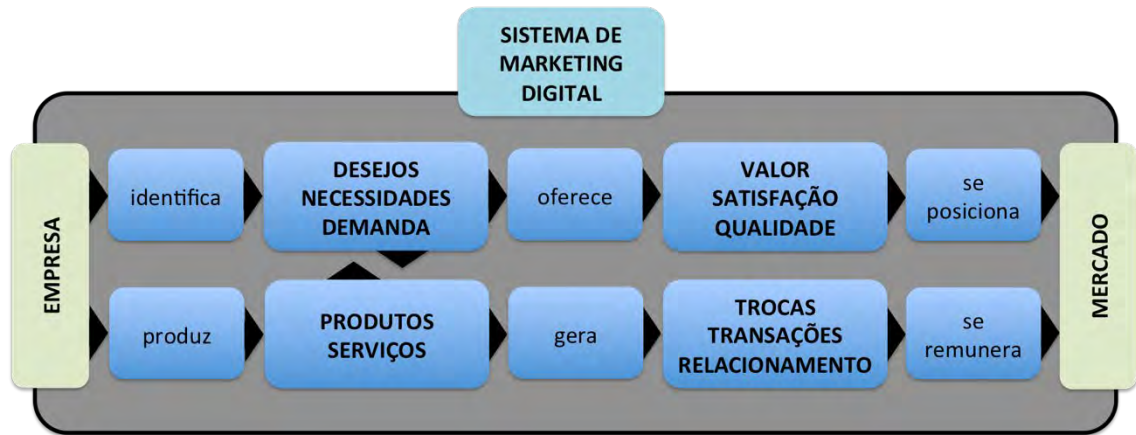 SISTEMA DE
MARKETING
DIGITAL
EMPRESA
identifica
DESEJOS
NECESSIDADES
DEMANDA
oferece
VALOR
SATISFAÇÃO
QUALIDADE
se
posiciona
produz
PRODUTOS
SERVIÇOS
gera
TROCAS
TRANSAÇÕES
RELACIONAMENTO
se
remunera
MERCADO